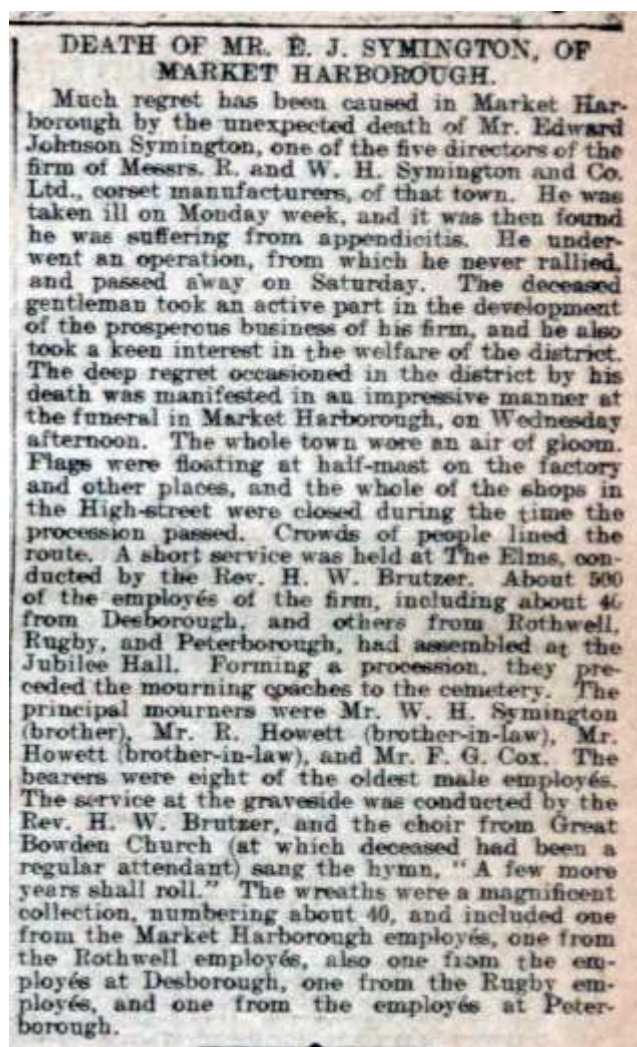 DEATH OF MR. E. J. SYMINGTON, OF
MARKET HARBOROUGH.
Much regret has been caused in Market Har-
borough by the unexpected death of Mr. Edward
Johnson Symington, one of the five directors of the
firm of Messrs. R. and W. H. Symington and Co.
Ltd., corset manufacturers, of that town. He was
taken ill on Monday week, and it was then found
he was suffering from appendicitis. He under-
went an operation, from which he never rallied,
and passed away on Saturday. The deceased
gentleman took an active part in the development
of the prosperous business of his firm, and he also
took a keen interest in the welfare of the district.
The deep regret occasioned in the district by his
death was manifested in an impressive manner at
the funeral in Market Harborough, on Wednesday
afternoon. The whole town wore an air of gloom.
Flags were floating at half-mast on the factory
and other places, and the whole of the shops in
the High-street were closed during the time the
procession passed. Crowds of people lined the
route. A short service was held at The Elms, con-
ducted by the Rev. H. W. Brutzer. About 500
of the employés of the firm, including about 40
from Desborough, and others from Rothwell,
Rugby, and Peterborough, had assembled at the
Jubilee Hall. Forming a procession, they pre-
ceded the mourning coaches to the cemetery. The
principal mourners were Mr. W. H. Symington
(brother), Mr. R. Howett (brother-in-law), Mr.
Howett (brother-in-law), and Mr. F. G. Cox. The
bearers were eight of the oldest male employés.
The service at the graveside was conducted by the
Rev. H. W. Brutzer, and the choir from Great
Bowden Church (at which deceased had been a
regular attendant) sang the hymn, "A few more
years shall roll." The wreaths were a magnificent
collection, numbering about 40, and included one
from the Market Harborough employés, one from
the Rothwell employés, also one from the em-
ployés at Desborough, one from the Rugby em-
ployés, and one from the employés at Peter-
borough.